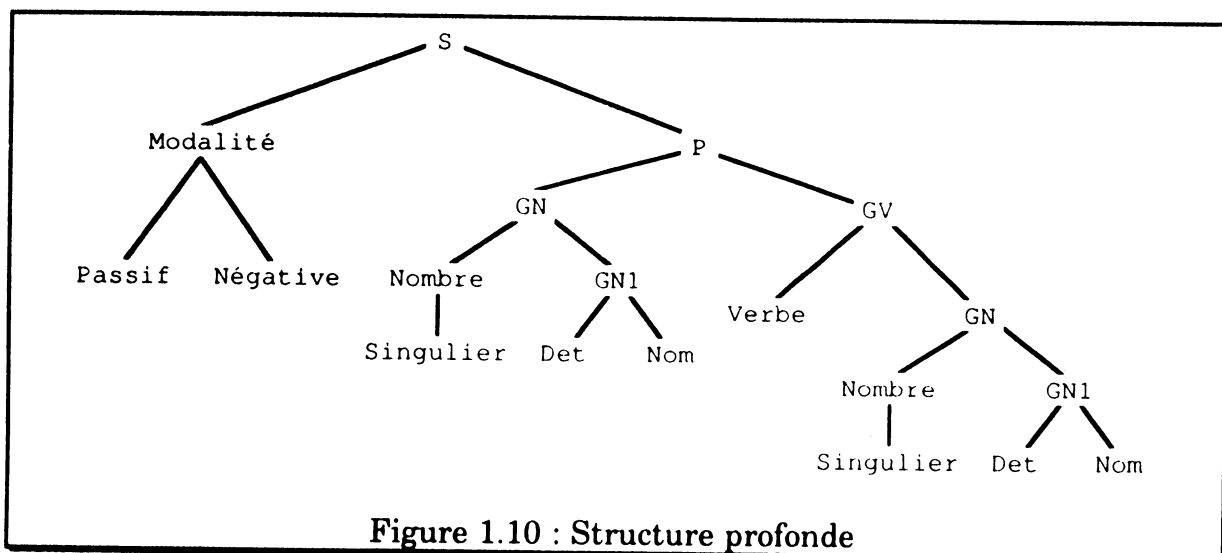 S
Modalité
P
GN
GV
Passif Négative
Nombre GN1
Verbe GN
Singulier Det Nom
Nombre GN1
Singulier Det Nom
Figure 1.10 : Structure profonde